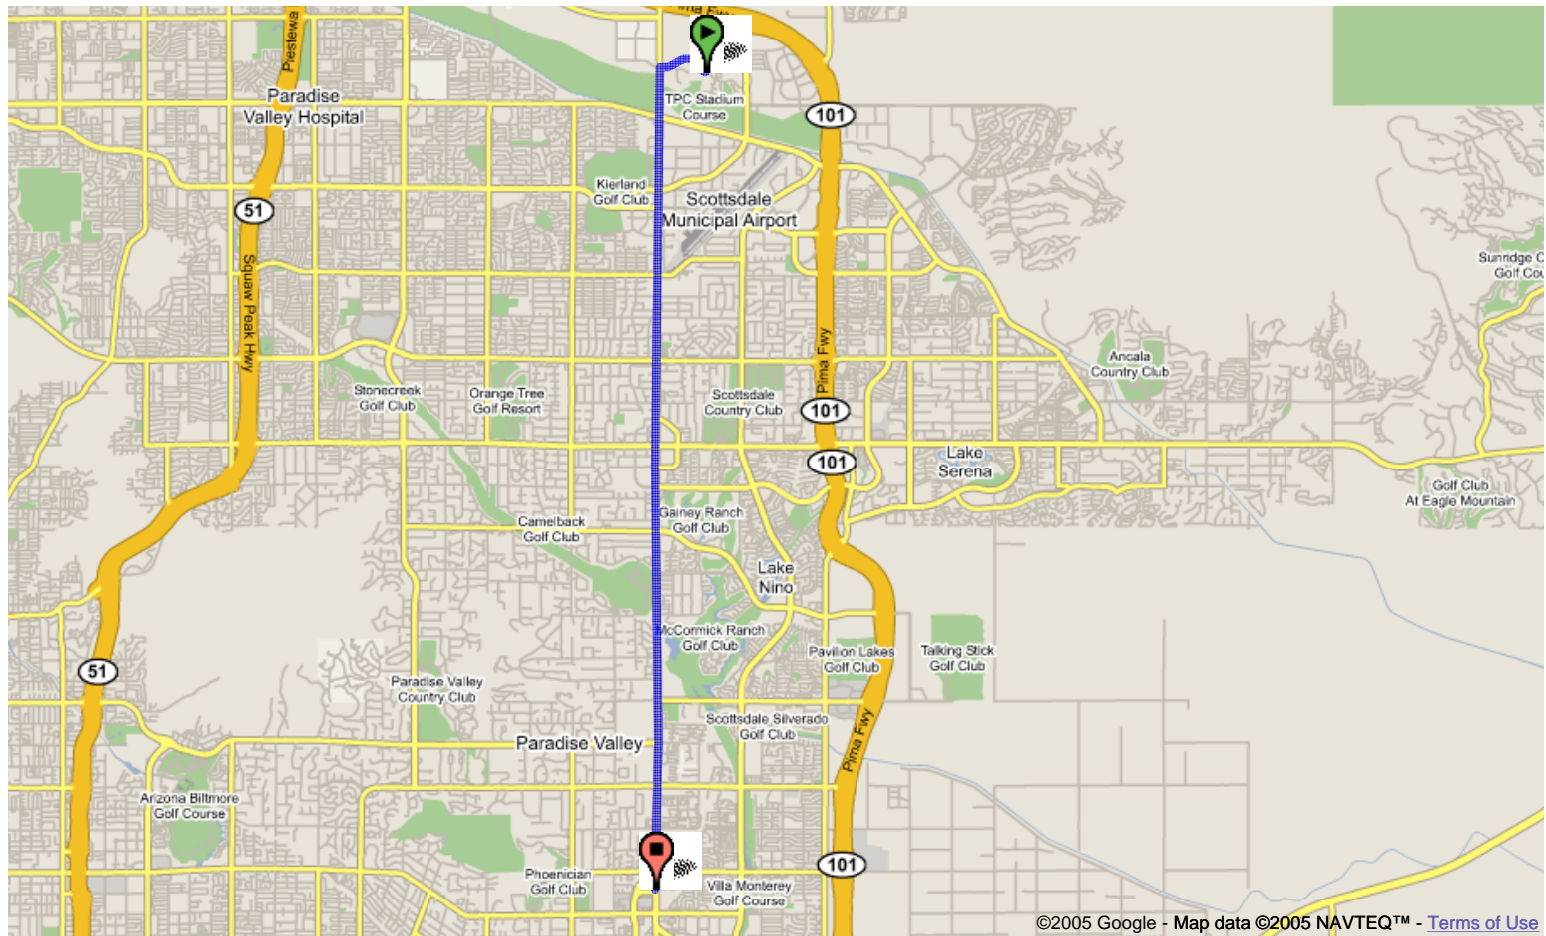 Pima Fwy
Piestewa
Paradise
Valley Hospital
TPC Stadium
Course
101
Kierland
Golf Club
Scottsdale
Municipal Airport
51
Squaw Peak Hwy
Sunridge C
Golf Cou
Pima Fwy
Ancala
Country Club
Stonecreek
Golf Club
Orange Tree
Golf Resort
Scottsdale
Country Club
101
101
Lake
Serena
Golf Club
At Eagle Mountain
Gainey Ranch
Golf Club
Camelback
Golf Club
Lake
Nino
McCormick Ranch
Golf Club
Pavilion Lakes
Golf Club
Talking Stick
Golf Club
51
Paradise Valley
Country Club
Scottsdale Silverado
Golf Club
Paradise Valley
Pima Fwy
Arizona Biltmore
Golf Course
101
Phoenician
Golf Club
Villa Monterey
Golf Course
©2005 Google - Map data ©2005 NAVTEQ™ - Terms of Use